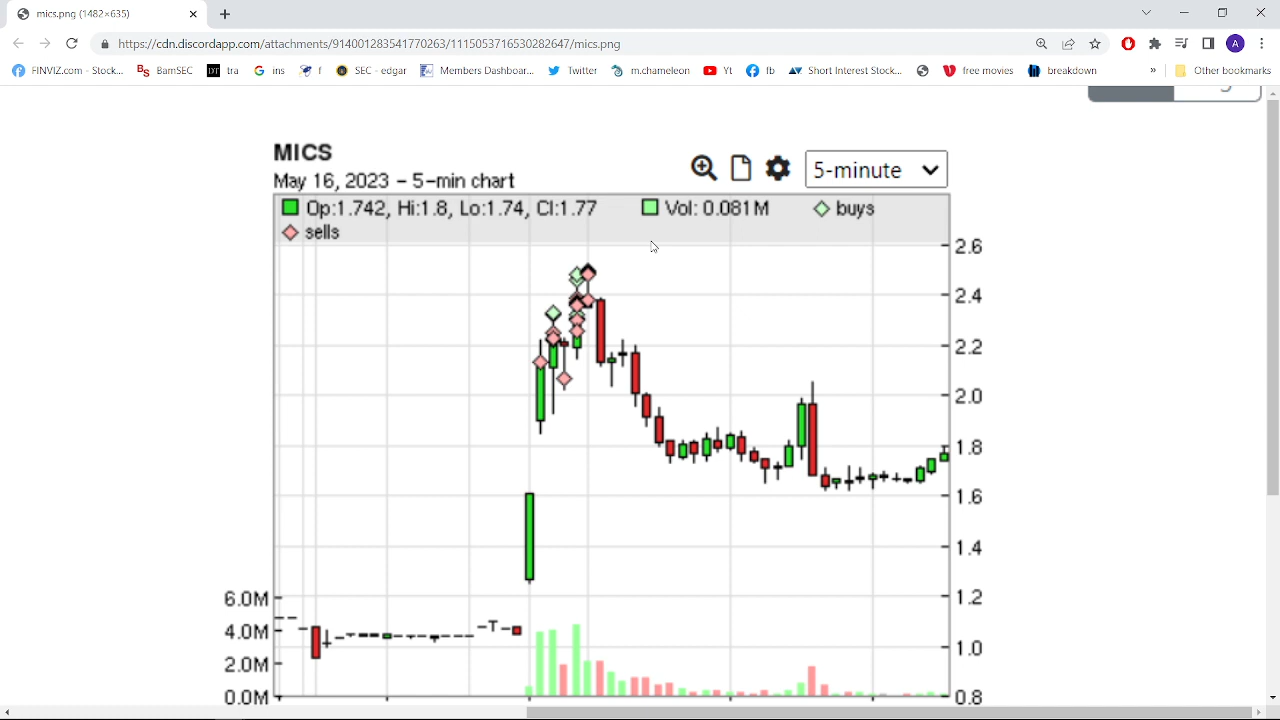 mics.png (1482×635)
https://cdn.discordapp.com/attachments/914001283541770263/1115763716530282647/mics.png
FINVIZ.com - Stock... BamSEC tra ins f SEC - edgar Members Dashboar... Twitter m.chameleon Yt fb Short Interest Stock... free movies breakdown » Other bookmarks
MICS
May 16, 2023 - 5-min chart
5-minute
Op:1.742, Hi:1.8, Lo:1.74, Cl:1.77 Vol: 0.081M buys
sells
2.6
2.4
2.2
2.0
1.8
1.6
1.4
6.0M 1.2
4.0M
1.0
2.0M
0.0M 0.8